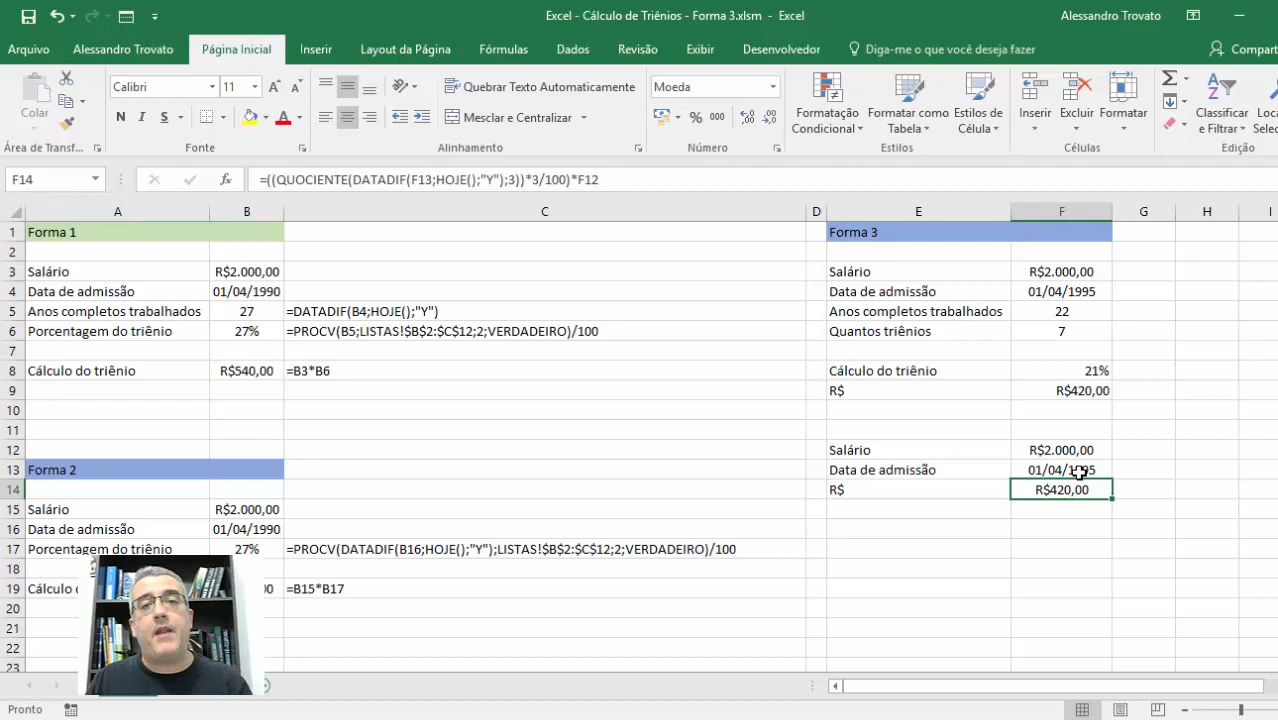 Excel - Cálculo de Triênios - Forma 3.xlsm - Excel
Alessandro Trovato
Arquivo Alessandro Trovato Página Inicial Inserir Layout da Página Fórmulas Dados Revisão Exibir Desenvolvedor Diga-me o que você deseja fazer Compart
Calibri 11 Quebrar Texto Automaticamente Moeda
Colar N I S Mesclar e Centralizar % 000 Formatação Condicional Formatar como Tabela Estilos de Célula Inserir Excluir Formatar Classificar e Filtrar Loca Selec
Área de Transf... Fonte Alinhamento Número Estilos Células Edição
F14 fx =((QUOCIENTE(DATADIF(F13;HOJE();"Y");3))*3/100)*F12
A B C D E F G H I
1 Forma 1 Forma 3
2
3 Salário R$2.000,00 Salário R$2.000,00
4 Data de admissão 01/04/1990 Data de admissão 01/04/1995
5 Anos completos trabalhados 27 =DATADIF(B4;HOJE();"Y") Anos completos trabalhados 22
6 Porcentagem do triênio 27% =PROCV(B5;LISTAS!$B$2:$C$12;2;VERDADEIRO)/100 Quantos triênios 7
7
8 Cálculo do triênio R$540,00 =B3*B6 Cálculo do triênio 21%
9 R$ R$420,00
10
11
12 Salário R$2.000,00
13 Forma 2 Data de admissão 01/04/1995
14 R$ R$420,00
15 Salário R$2.000,00
16 Data de admissão 01/04/1990
17 Porcentagem do triênio 27% =PROCV(DATADIF(B16;HOJE();"Y");LISTAS!$B$2:$C$12;2;VERDADEIRO)/100
18
19 Cálculo d 00 =B15*B17
20
21
22
23
Pronto